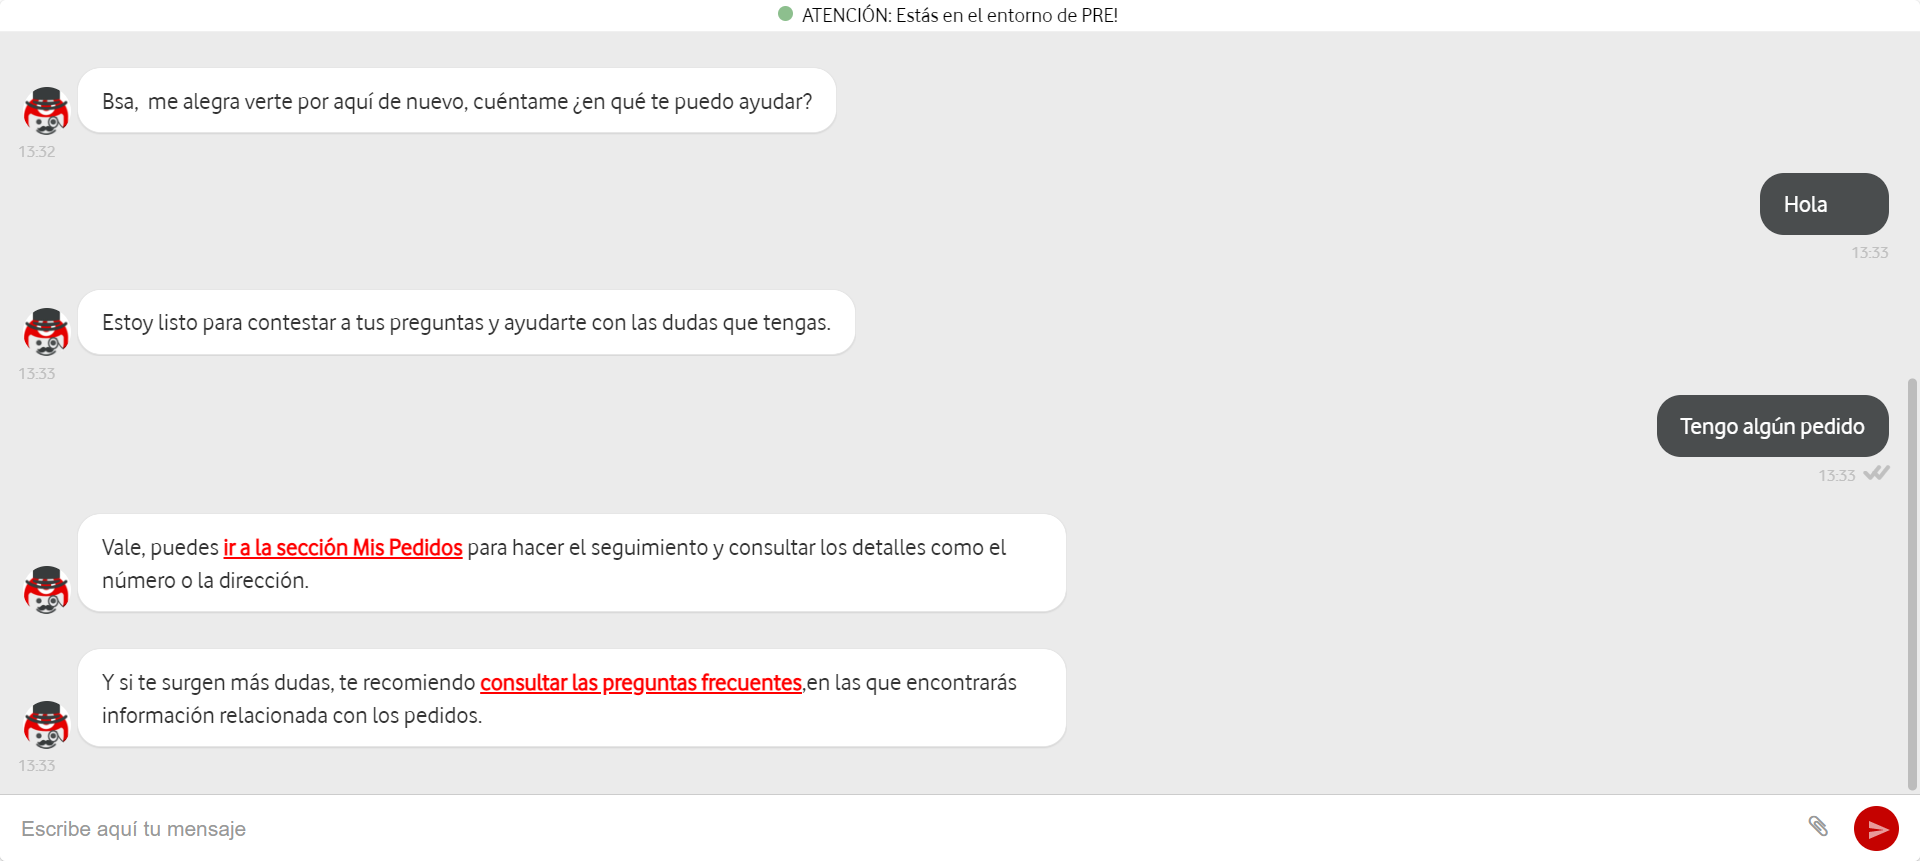 ATENCIÓN: Estás en el entorno de PRE!
Bsa,  me alegra verte por aquí de nuevo, cuéntame ¿en qué te puedo ayudar?
13:32
Hola
13:33
Estoy listo para contestar a tus preguntas y ayudarte con las dudas que tengas.
13:33
Tengo algún pedido
13:33
Vale, puedes ir a la sección Mis Pedidos para hacer el seguimiento y consultar los detalles como el
número o la dirección.
Y si te surgen más dudas, te recomiendo consultar las preguntas frecuentes,en las que encontrarás
información relacionada con los pedidos.
13:33
Escribe aquí tu mensaje